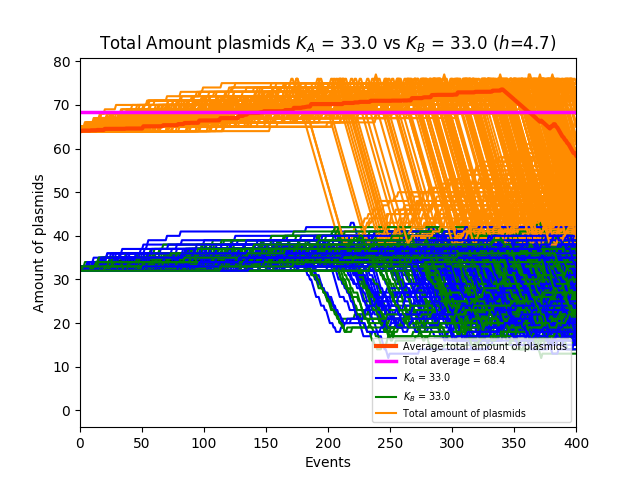 Total Amount plasmids K_A = 33.0 vs K_B = 33.0 (h=4.7)
Amount of plasmids
80
70
60
50
40
30
20
10
0
Average total amount of plasmids
Total average = 68.4
K_A = 33.0
K_B = 33.0
Total amount of plasmids
0 50 100 150 200 250 300 350 400
Events